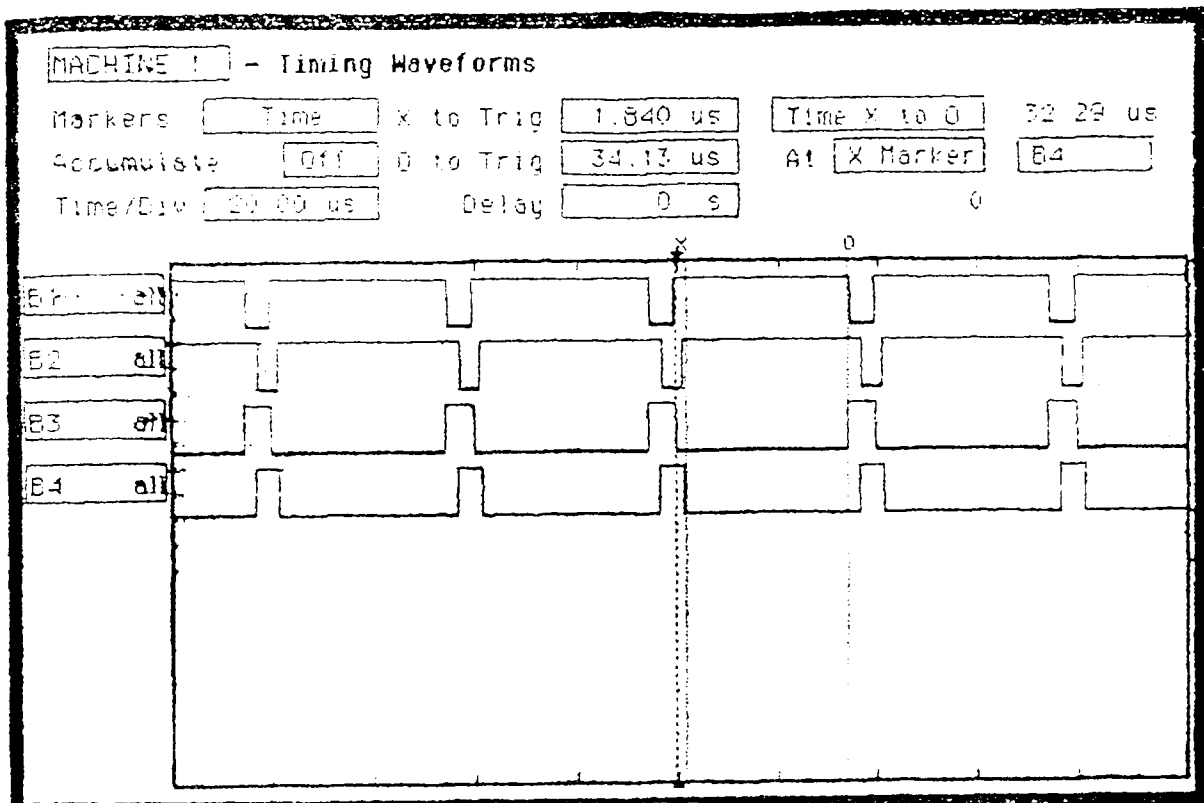 MACHINE 1 - Timing Waveforms
Markers Time X to Trig 1.840 us Time X to O 32.29 us
Accumulate Off O to Trig 34.13 us At X Marker B4
Time/Div 20.00 us Delay 0 s 0
X O
all
B2 all
B3 all
B4 all